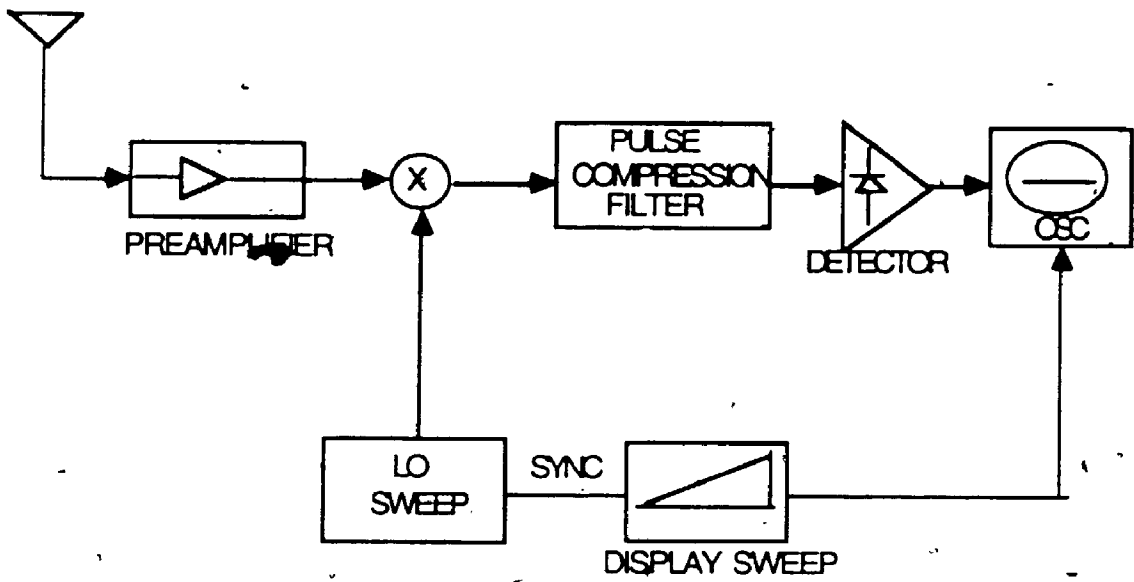 PULSE
COMPRESSION
FILTER
X
OSC
PREAMPLIFIER
DETECTOR
LO
SWEEP
SYNC
DISPLAY SWEEP